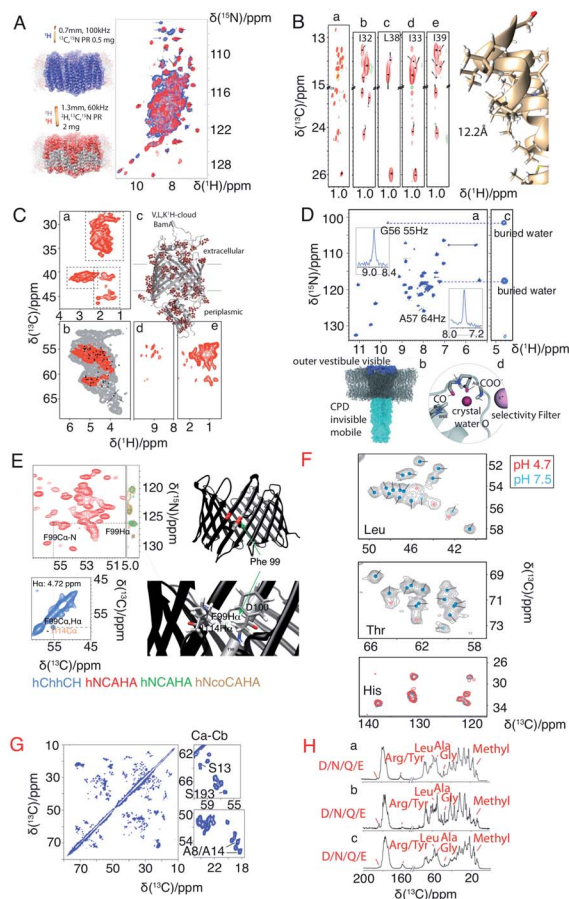 A
δ(¹⁵N)/ppm
0.7mm, 100kHz
¹H
¹³C,¹⁵N PR 0.5 mg
1.3mm, 60kHz
²H,¹³C,¹⁵N PR
2 mg
110
116
122
128
10 8
δ(¹H)/ppm
B
a b c d e
I32 L38' I33 I39
13
15
24
26
δ(¹³C)/ppm
1.0 1.0 1.0 1.0 1.0
δ(¹H)/ppm
12.2Å
C
a
30
35
40
45
4 3 2 1
δ(¹³C)/ppm
c
V,L,K¹H-cloud
BamA
extracellular
periplasmic
b d e
55
60
65
6 5 4 9 8 2 1
δ(¹H)/ppm
D
a c
100
110
120
130
δ(¹⁵N)/ppm
G56 55Hz
9.0 8.4
A57 64Hz
8.0 7.2
buried water
buried water
11 10 9 8 7 6 5
δ(¹H)/ppm
outer vestibule visible
b d
CPD
invisible
mobile
CO
COO⁻
crystal
water O
selectivity Filter
E
120
125
130
δ(¹⁵N)/ppm
F99Cα-N
F99Hα
55 53 51 5.0
Phe 99
Hα: 4.72 ppm
45
55
δ(¹³C)/ppm
F99Cα,Hα
I114Cα
55 45
δ(¹³C)/ppm
D100
F99Hα
I114Hα
hChhCH hNCAHA hNCAHA hNcoCAHA
F
pH 4.7
pH 7.5
52
54
56
58
Leu
50 46 42
69
71
73
δ(¹³C)/ppm
Thr
66 62 58
28
32
His
140 130 120
δ(¹³C)/ppm
G
10
30
50
70
δ(¹³C)/ppm
70 50 30 10
Ca-Cb
62
66
S13
S193
59 55
50
54
A8/A14
22 18
δ(¹³C)/ppm
H
a
D/N/Q/E
Arg/Tyr
Leu
Ala
Gly
Methyl
b
D/N/Q/E
Arg/Tyr
Leu
Ala
Gly
Methyl
c
D/N/Q/E
Arg/Tyr
Leu
Ala
Gly
Methyl
200 160 60 20
δ(¹³C)/ppm